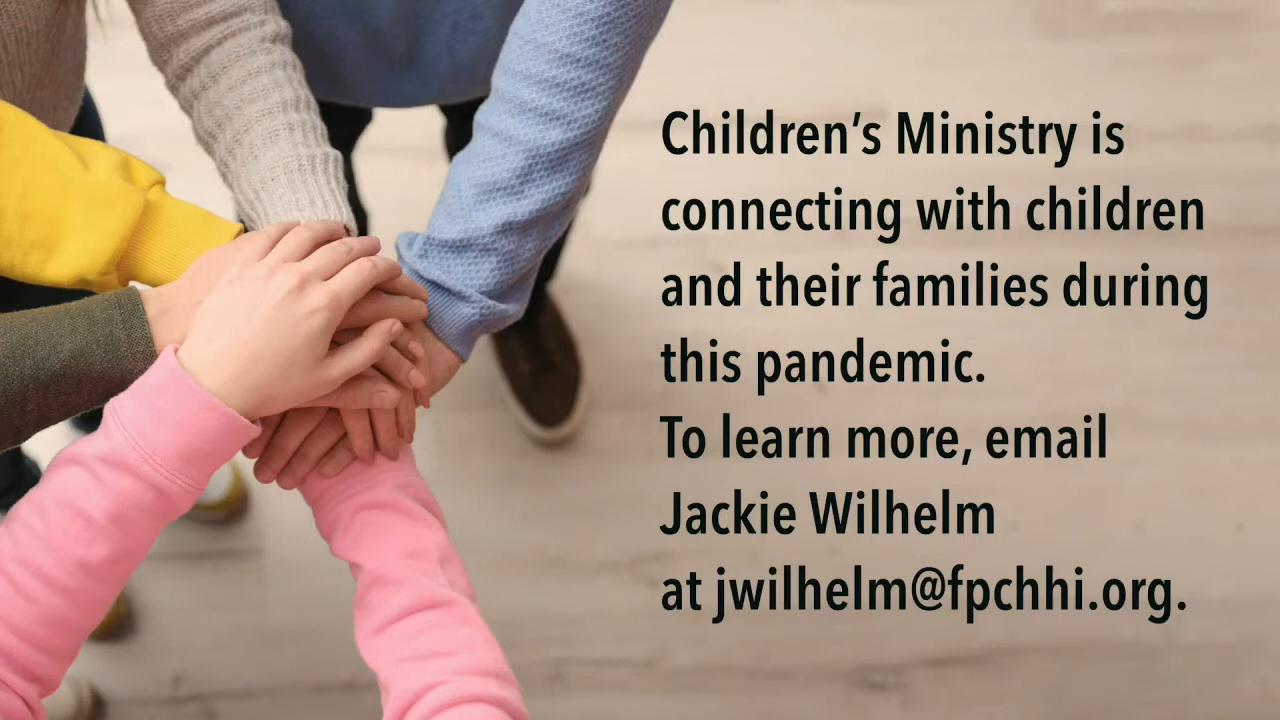 Children’s Ministry is
connecting with children
and their families during
this pandemic.
To learn more, email
Jackie Wilhelm
at jwilhelm@fpchhi.org.